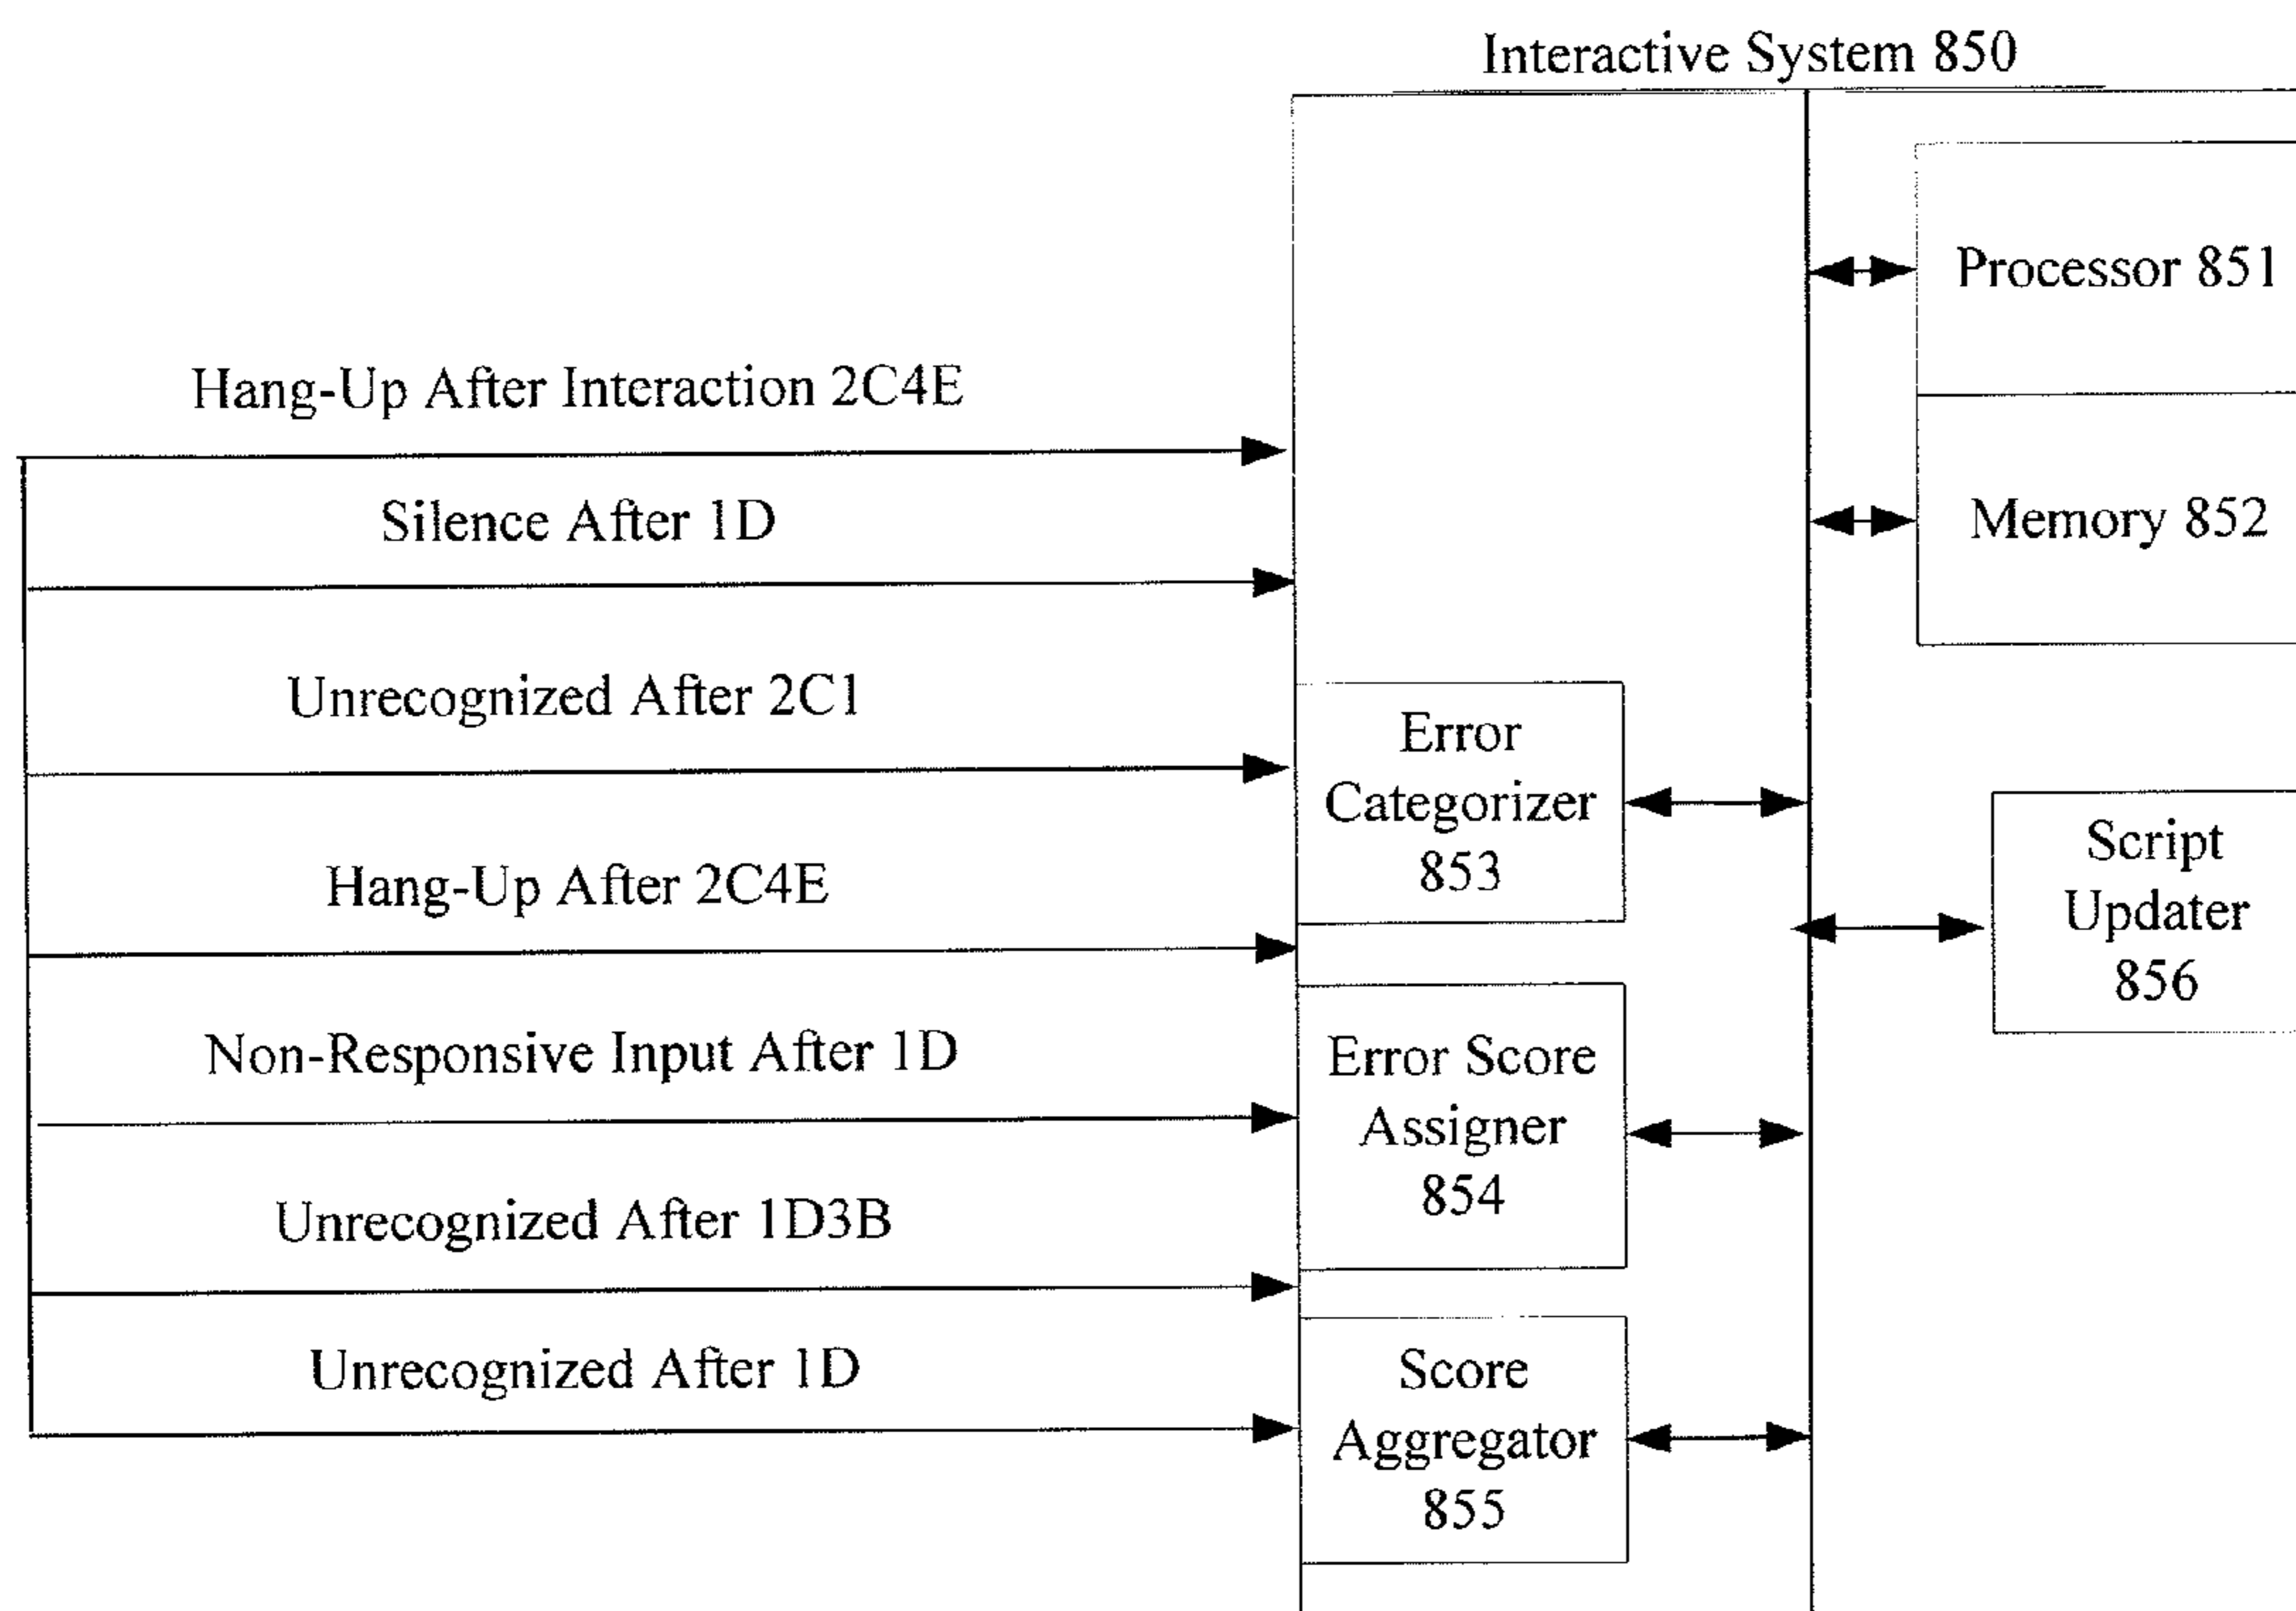 Interactive System 850
Processor 851
Memory 852
Hang-Up After Interaction 2C4E
Silence After 1D
Unrecognized After 2C1
Hang-Up After 2C4E
Non-Responsive Input After 1D
Unrecognized After 1D3B
Unrecognized After 1D
Error
Categorizer
853
Error Score
Assigner
854
Score
Aggregator
855
Script
Updater
856